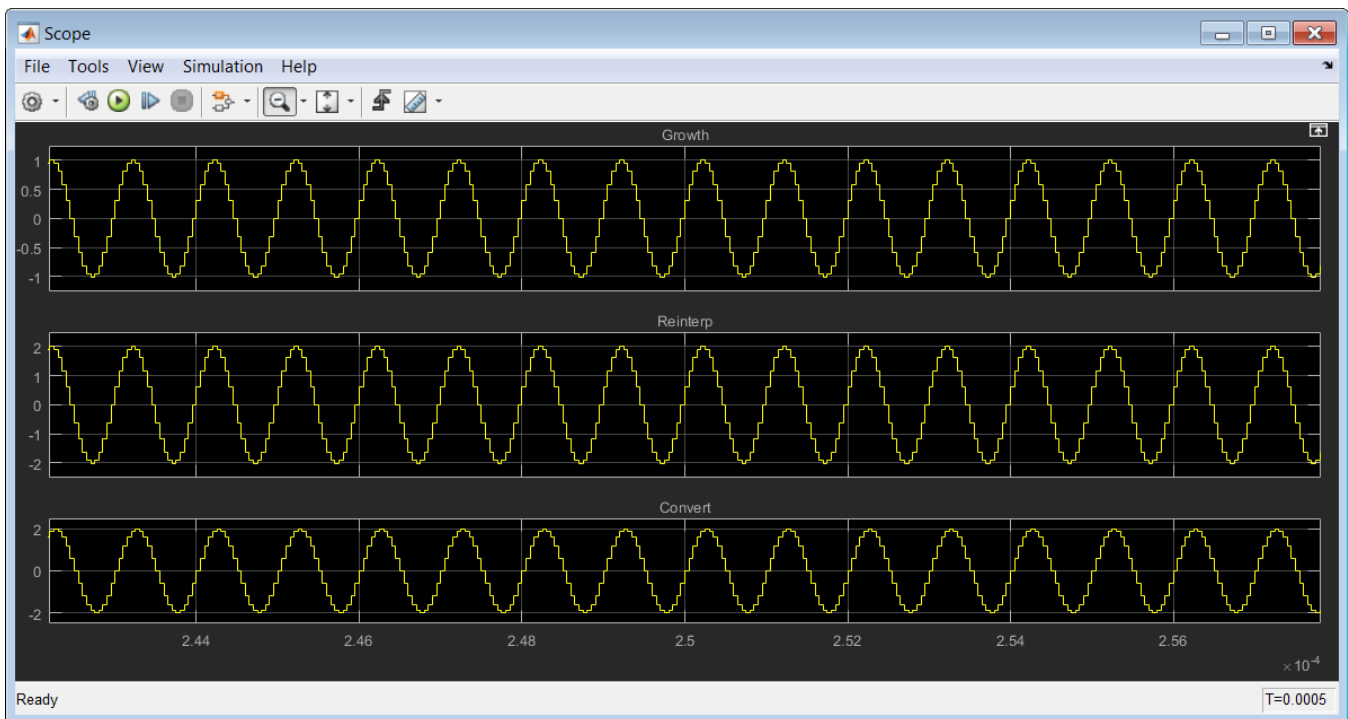 Scope
File Tools View Simulation Help
Growth
1
0.5
0
-0.5
-1
Reinterp
2
1
0
-1
-2
Convert
2
0
-2
2.44 2.46 2.48 2.5 2.52 2.54 2.56
×10-4
Ready T=0.0005